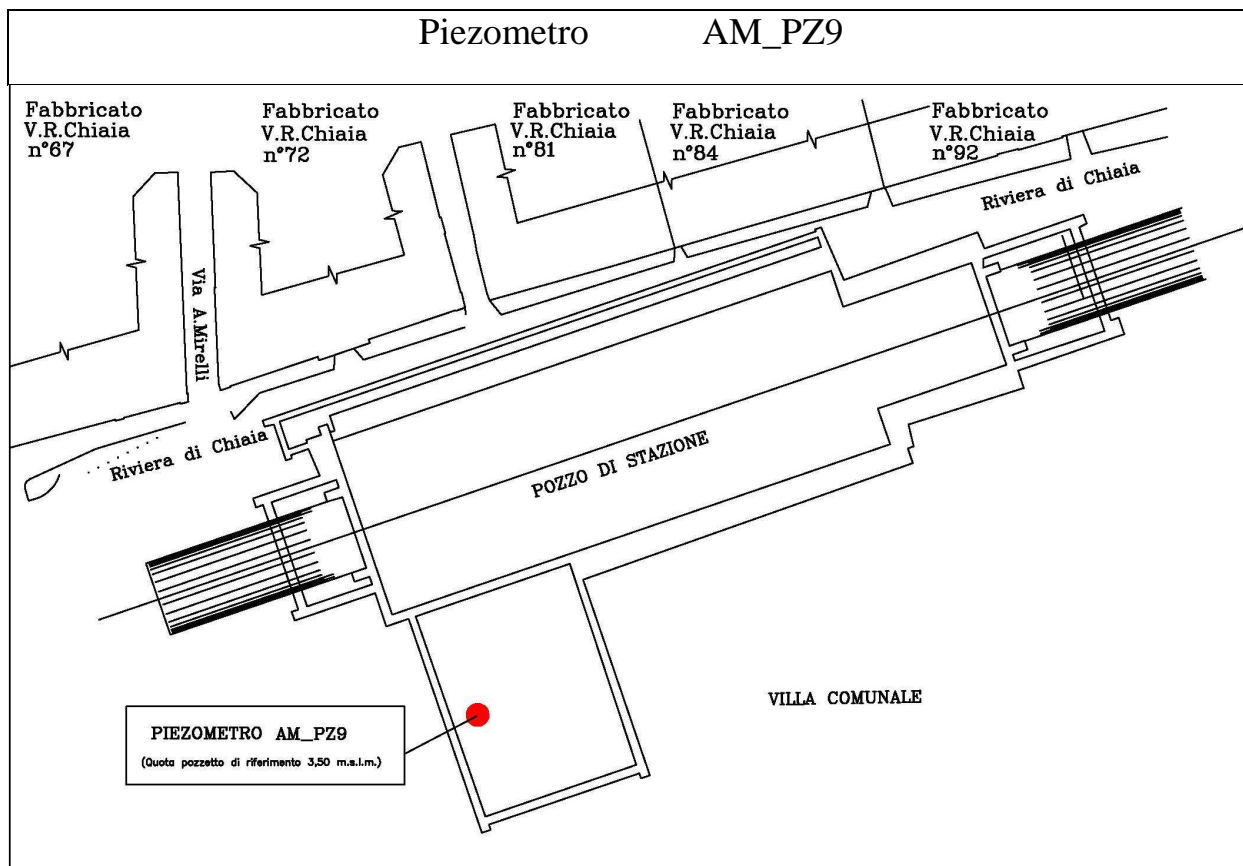 Piezometro AM_PZ9
Fabbricato
V.R.Chiaia
n°67
Fabbricato
V.R.Chiaia
n°72
Fabbricato
V.R.Chiaia
n°81
Fabbricato
V.R.Chiaia
n°84
Fabbricato
V.R.Chiaia
n°92
Riviera di Chiaia
Via A.Mirelli
Riviera di Chiaia
POZZO DI STAZIONE
VILLA COMUNALE
PIEZOMETRO AM_PZ9
(Quota pozzetto di riferimento 3,50 m.s.l.m.)